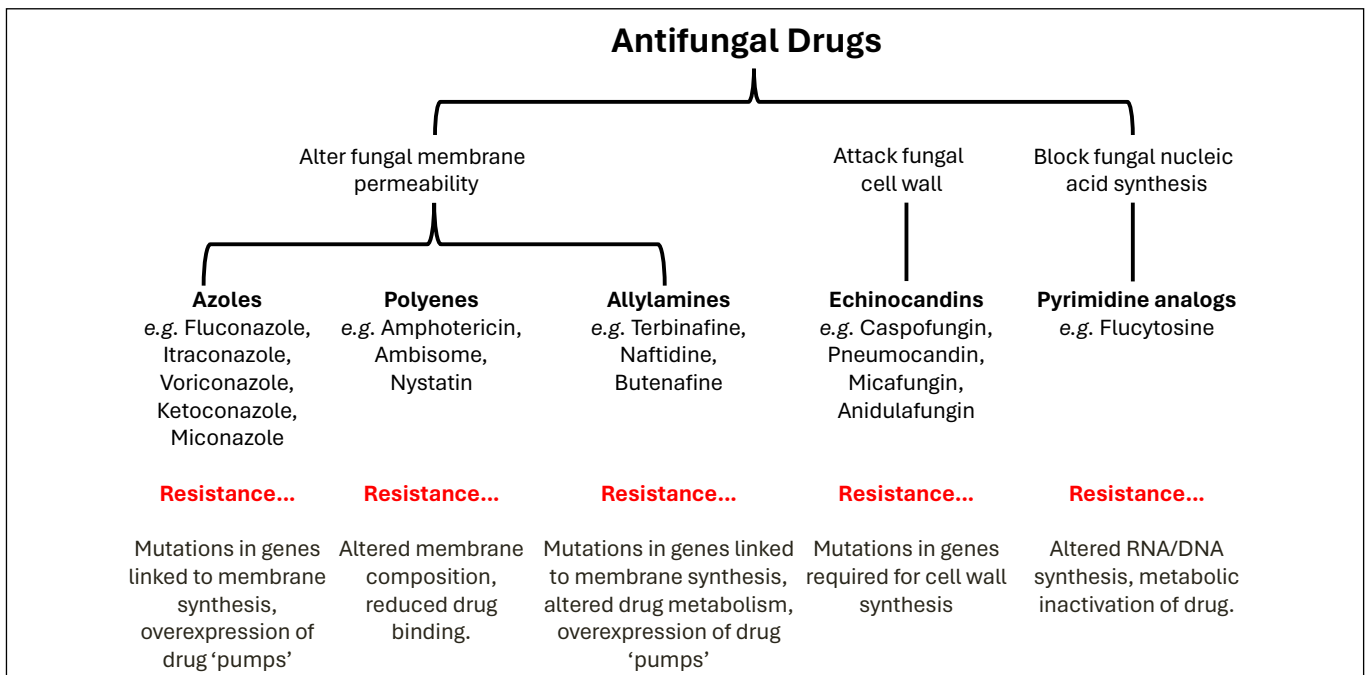 Antifungal Drugs
Alter fungal membrane
permeability
Attack fungal
cell wall
Block fungal nucleic
acid synthesis
Azoles
e.g. Fluconazole,
Itraconazole,
Voriconazole,
Ketoconazole,
Miconazole
Polyenes
e.g. Amphotericin,
Ambisome,
Nystatin
Allylamines
e.g. Terbinafine,
Naftidine,
Butenafine
Echinocandins
e.g. Caspofungin,
Pneumocandin,
Micafungin,
Anidulafungin
Pyrimidine analogs
e.g. Flucytosine
Resistance...
Mutations in genes
linked to membrane
synthesis,
overexpression of
drug ‘pumps’
Resistance...
Altered membrane
composition,
reduced drug
binding.
Resistance...
Mutations in genes linked
to membrane synthesis,
altered drug metabolism,
overexpression of drug
‘pumps’
Resistance...
Mutations in genes
required for cell wall
synthesis
Resistance...
Altered RNA/DNA
synthesis, metabolic
inactivation of drug.